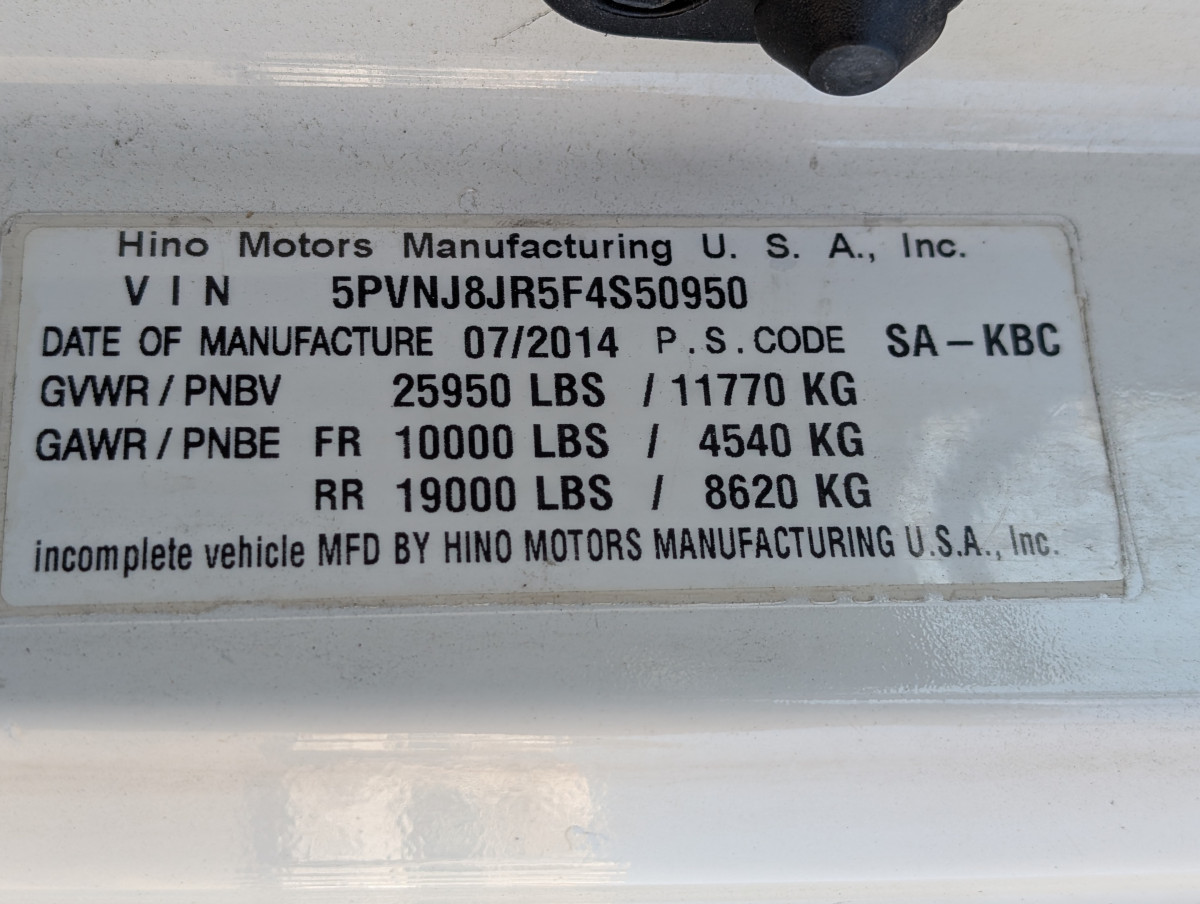 Hino Motors Manufacturing U. S. A., Inc.
VIN 5PVNJ8JR5F4S50950
DATE OF MANUFACTURE 07/2014 P.S.CODE SA-KBC
GVWR / PNBV 25950 LBS / 11770 KG
GAWR / PNBE FR 10000 LBS / 4540 KG
RR 19000 LBS / 8620 KG
incomplete vehicle MFD BY HINO MOTORS MANUFACTURING U.S.A., Inc.